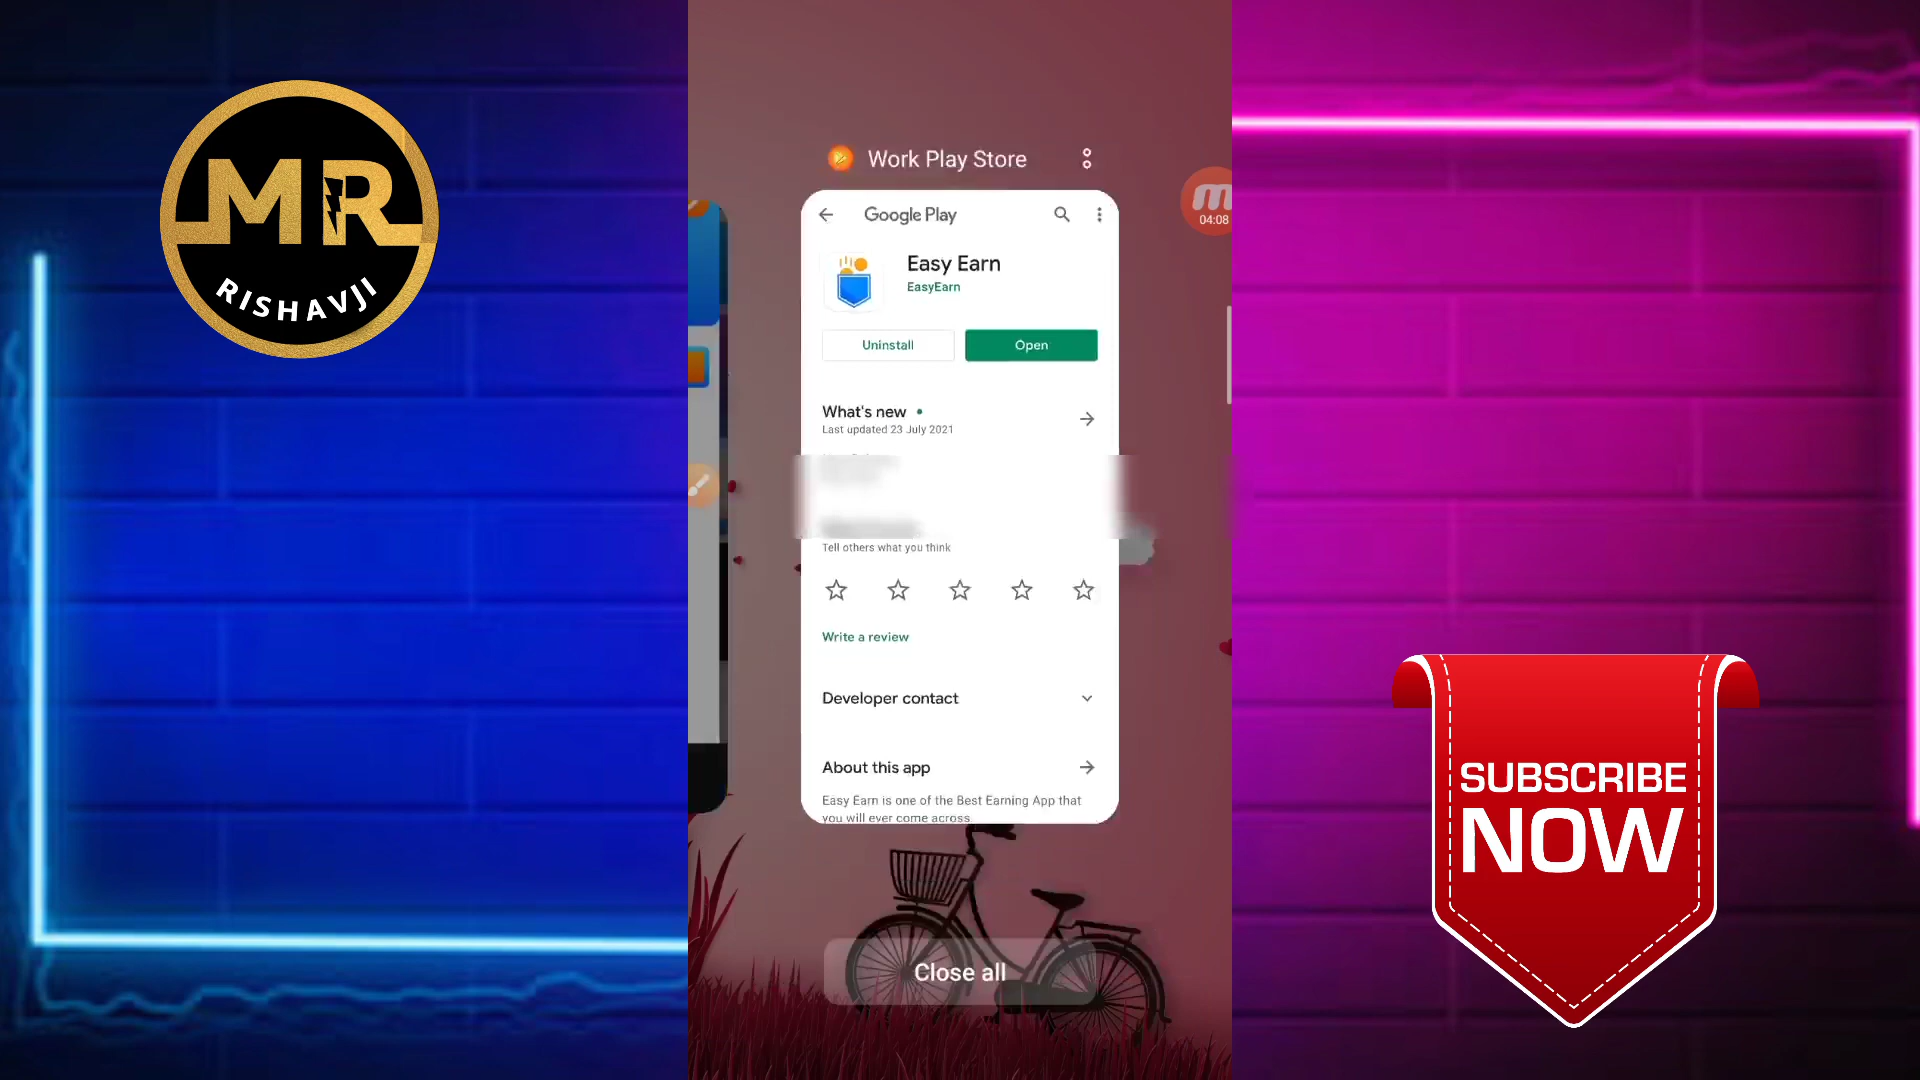 MR
RISHAVJI
Work Play Store
04:08
Google Play
Easy Earn
EasyEarn
Uninstall
Open
What's new
Last updated 23 July 2021
Tell others what you think
Write a review
Developer contact
About this app
Easy Earn is one of the Best Earning App that
you will ever come across
Close all
SUBSCRIBE
NOW